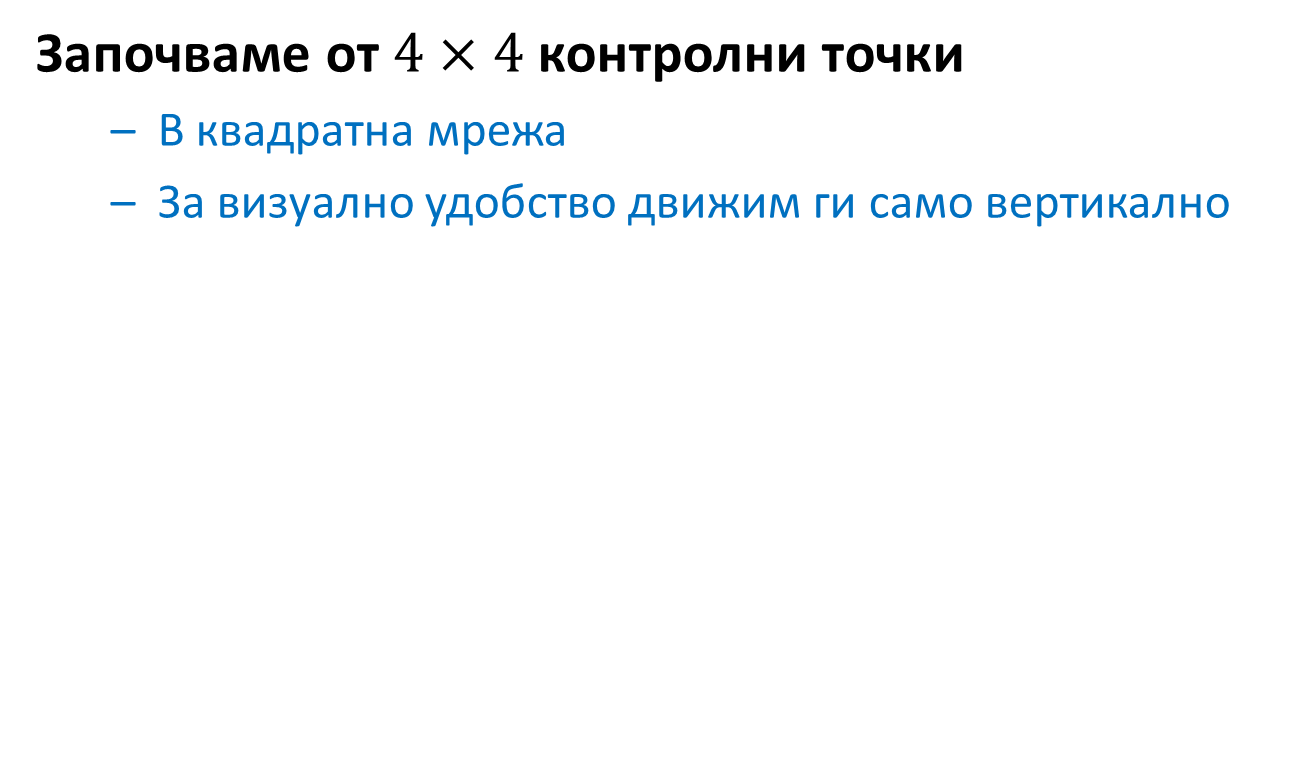 Започваме от 4 × 4 контролни точки
– В квадратна мрежа
– За визуално удобство движим ги само вертикално